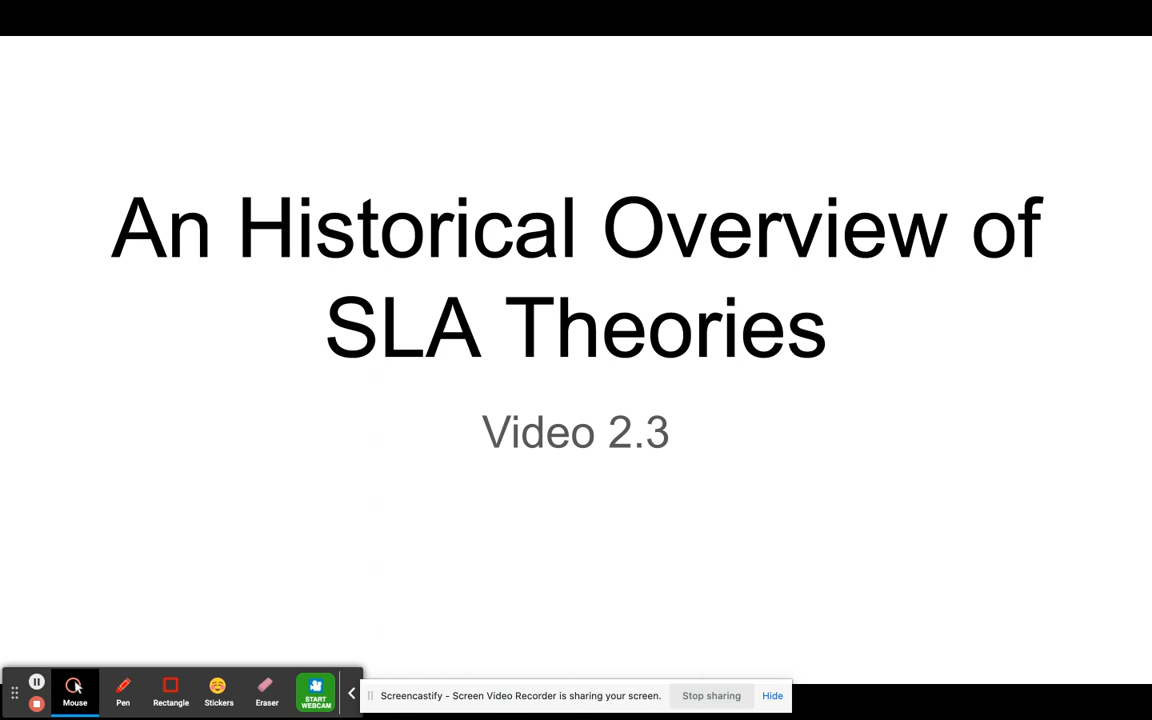 An Historical Overview of
SLA Theories
Video 2.3
Mouse
Pen
Rectangle
Stickers
Eraser
START
WEBCAM
Screencastify - Screen Video Recorder is sharing your screen.
Stop sharing
Hide